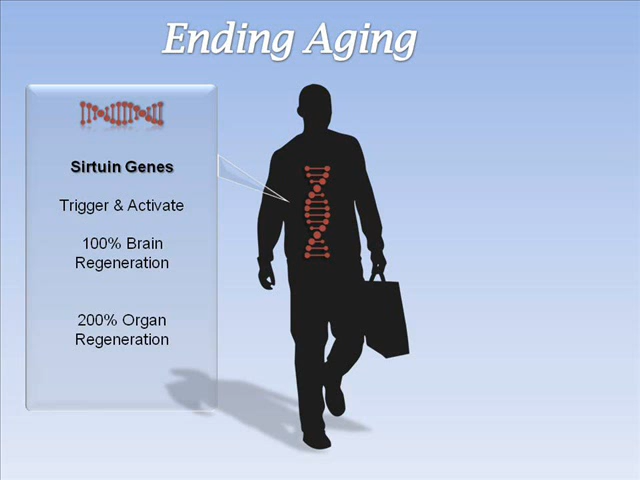 Ending Aging
Sirtuin Genes
Trigger & Activate
100% Brain
Regeneration
200% Organ
Regeneration